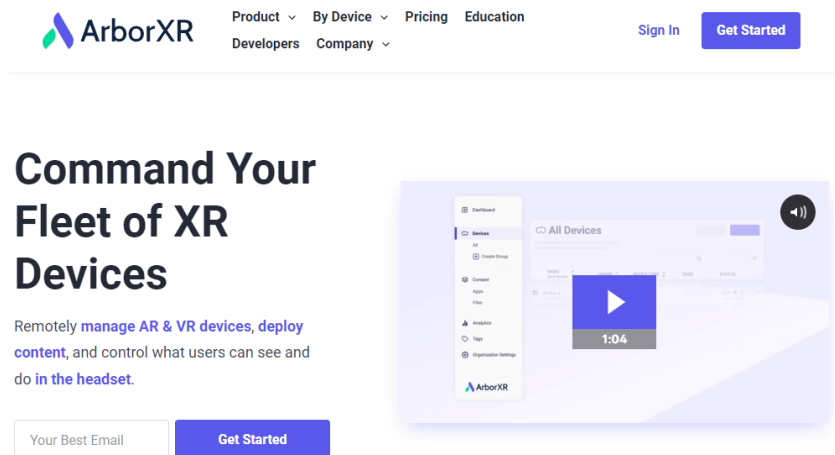 ArborXR
Product By Device Pricing Education
Developers Company
Sign In
Get Started
Command Your
Fleet of XR
Devices
Remotely manage AR & VR devices, deploy
content, and control what users can see and
do in the headset.
Your Best Email
Get Started
Dashboard
Devices
All
Create Group
Content
Apps
Files
Analytics
Tags
Organization Settings
ArborXR
All Devices
NAME
TAGS
STATUS
1:04